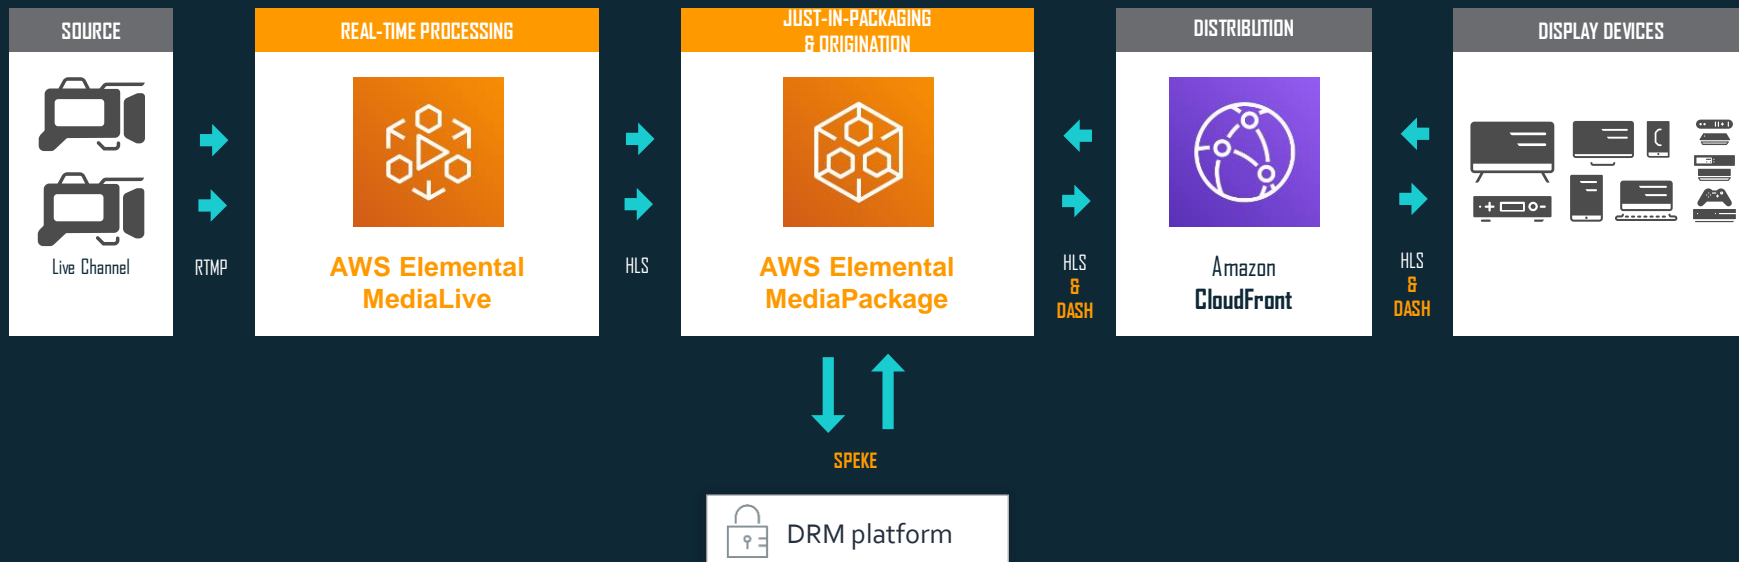 SOURCE
REAL-TIME PROCESSING
JUST-IN-PACKAGING
& ORIGINATION
DISTRIBUTION
DISPLAY DEVICES
Live Channel
RTMP
AWS Elemental
MediaLive
HLS
AWS Elemental
MediaPackage
HLS
&
DASH
Amazon
CloudFront
HLS
&
DASH
SPEKE
DRM platform